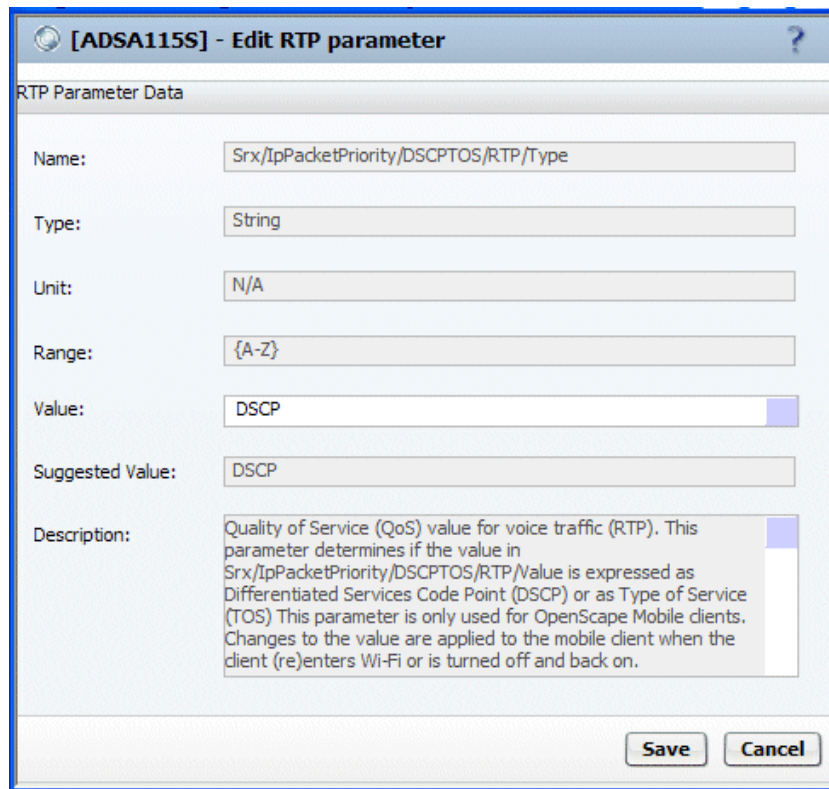 [ADSA115S] - Edit RTP parameter ?
RTP Parameter Data
Name: Srx/IpPacketPriority/DSCPTOS/RTP/Type
Type: String
Unit: N/A
Range: {A-Z}
Value: DSCP
Suggested Value: DSCP
Description: Quality of Service (QoS) value for voice traffic (RTP). This
parameter determines if the value in
Srx/IpPacketPriority/DSCPTOS/RTP/Value is expressed as
Differentiated Services Code Point (DSCP) or as Type of Service
(TOS) This parameter is only used for OpenScape Mobile clients.
Changes to the value are applied to the mobile client when the
client (re)enters Wi-Fi or is turned off and back on.
Save Cancel